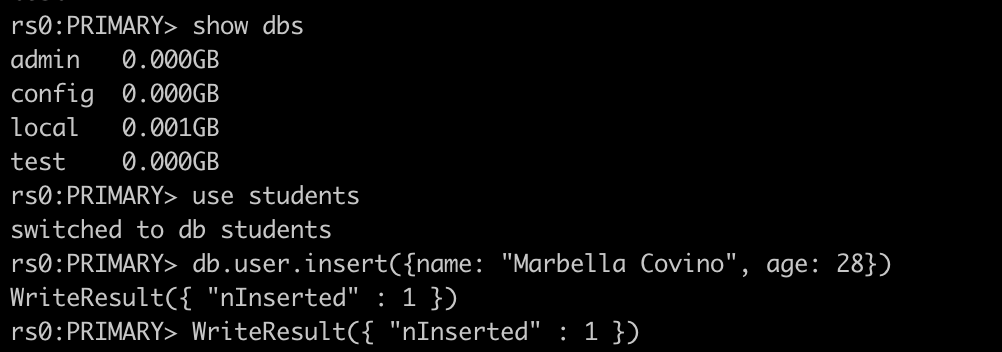 rs0:PRIMARY> show dbs
admin   0.000GB
config  0.000GB
local   0.001GB
test    0.000GB
rs0:PRIMARY> use students
switched to db students
rs0:PRIMARY> db.user.insert({name: "Marbella Covino", age: 28})
WriteResult({ "nInserted" : 1 })
rs0:PRIMARY> WriteResult({ "nInserted" : 1 })